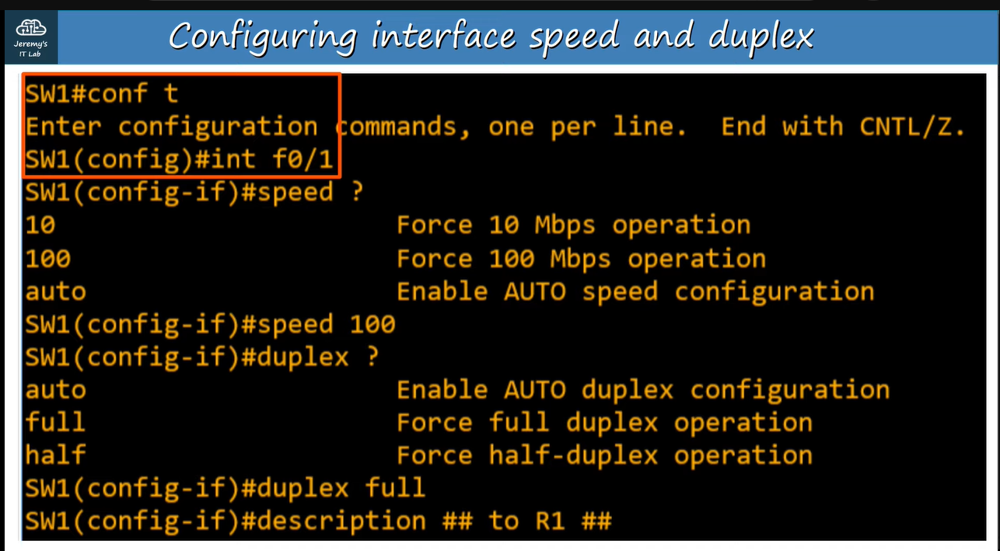 Jeremy's
IT Lab
Configuring interface speed and duplex
SW1#conf t
Enter configuration commands, one per line.  End with CNTL/Z.
SW1(config)#int f0/1
SW1(config-if)#speed ?
10 Force 10 Mbps operation
100 Force 100 Mbps operation
auto Enable AUTO speed configuration
SW1(config-if)#speed 100
SW1(config-if)#duplex ?
auto Enable AUTO duplex configuration
full Force full duplex operation
half Force half-duplex operation
SW1(config-if)#duplex full
SW1(config-if)#description ## to R1 ##